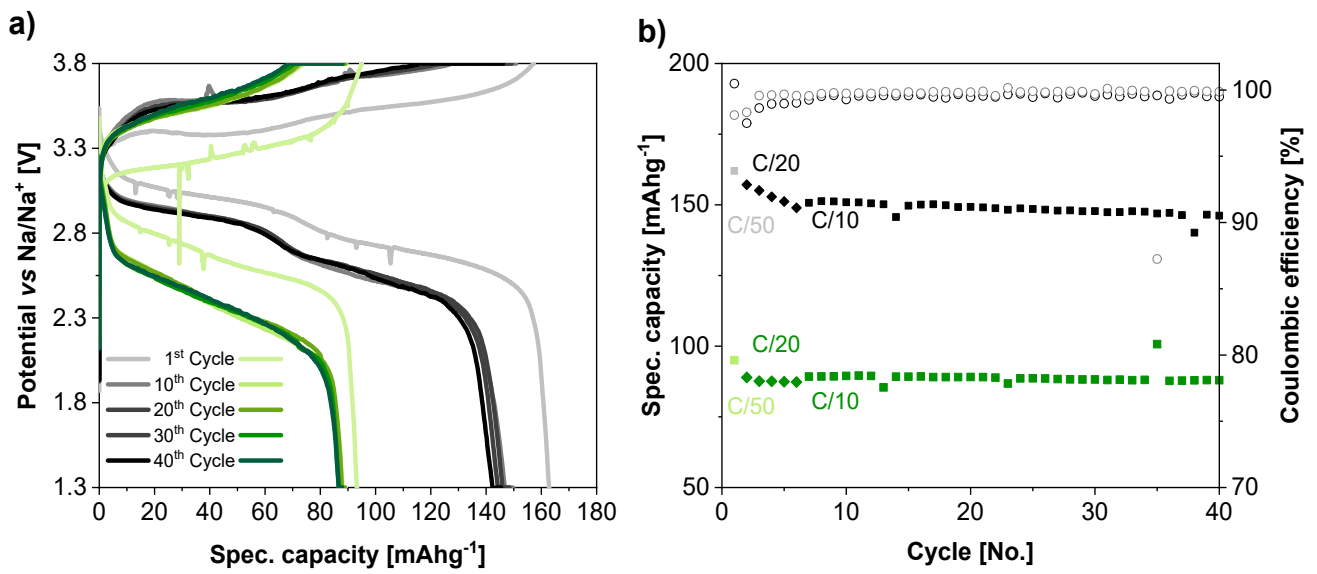 a)
3.8
3.3
2.8
2.3
1.8
1.3
Potential vs Na/Na⁺ [V]
1ˢᵗ Cycle
10ᵗʰ Cycle
20ᵗʰ Cycle
30ᵗʰ Cycle
40ᵗʰ Cycle
0 20 40 60 80 100 120 140 160 180
Spec. capacity [mAhg⁻¹]
b)
200
150
100
50
Spec. capacity [mAhg⁻¹]
C/20
C/50
C/10
C/20
C/50
C/10
100
90
80
70
Coulombic efficiency [%]
0 10 20 30 40
Cycle [No.]